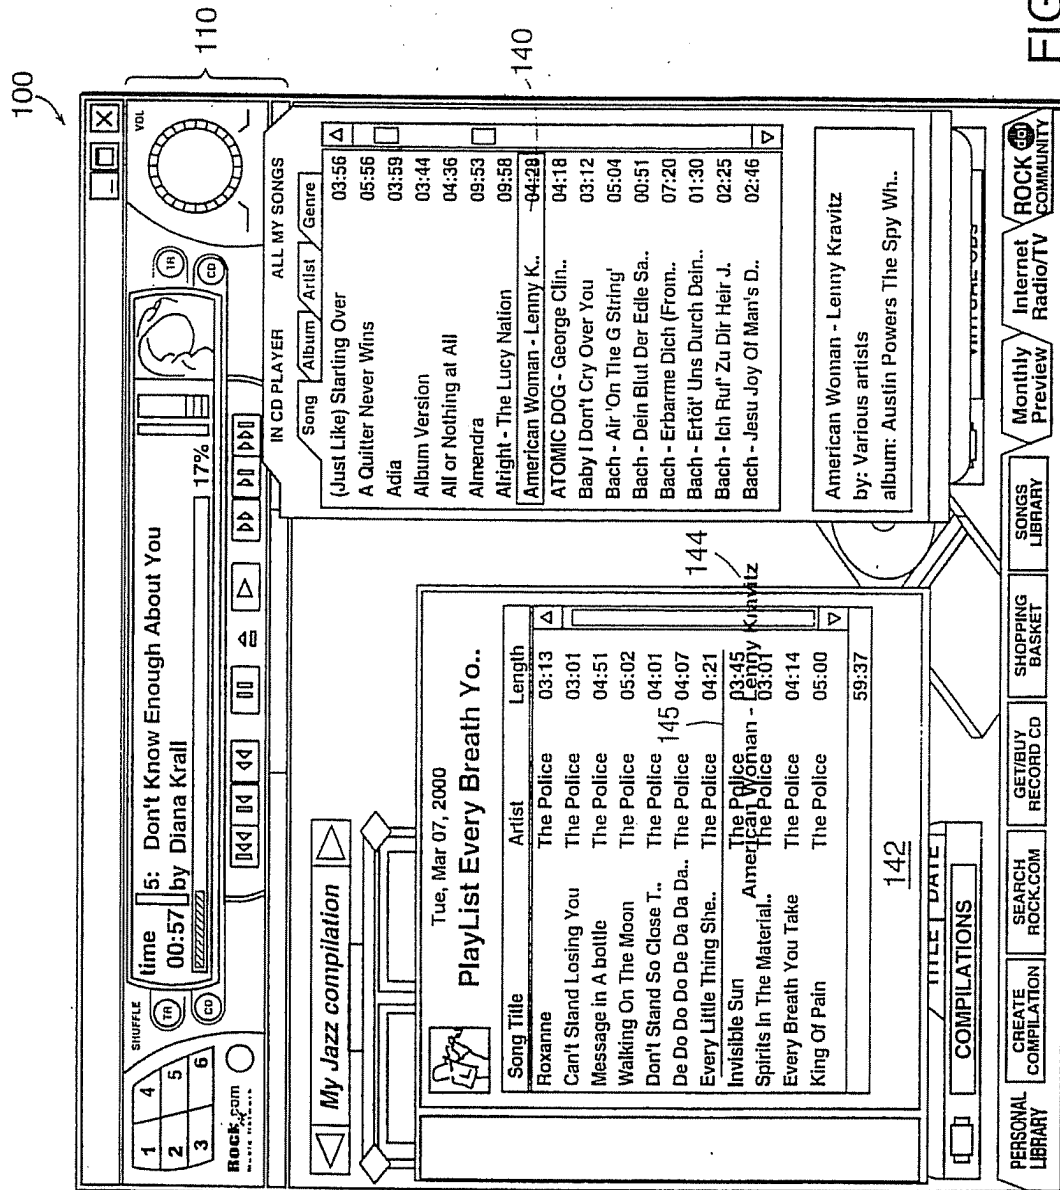 100
110
SHUFFLE
1 4
2 5
3 6
Rock.com
TR
CD
time 5: Don't Know Enough About You
00:57 by Diana Krall
17%
TR
CD
VOL
IN CD PLAYER ALL MY SONGS
Song Album Artist Genre
(Just Like) Starting Over 03:56
A Quitter Never Wins 05:56
Adia 03:59
Album Version 03:44
All or Nothing at All 04:36
Almendra 09:53
Alright - The Lucy Nation 09:58
American Woman - Lenny K.. 04:28
ATOMIC DOG - George Clin.. 04:18
Baby I Don't Cry Over You 03:12
Bach - Air 'On The G String' 05:04
Bach - Dein Blut Der Edle Sa.. 00:51
Bach - Erbarme Dich (From.. 07:20
Bach - Ertöt' Uns Durch Dein.. 01:30
Bach - Ich Ruf' Zu Dir Heir J. 02:25
Bach - Jesu Joy Of Man's D.. 02:46
140
American Woman - Lenny Kravitz
by: Various artists
album: Austin Powers The Spy Wh..
My Jazz compilation
Tue, Mar 07, 2000
PlayList Every Breath Yo..
Song Title Artist Length
Roxanne The Police 03:13
Can't Stand Losing You The Police 03:01
Message In A bottle The Police 04:51
Walking On The Moon The Police 05:02
Don't Stand So Close T.. The Police 04:01
De Do Do Do De Da Da Da.. The Police 04:07
Every Little Thing She.. The Police 04:21
Invisible Sun The Police 03:45
American Woman - Lenny Kravitz
Spirits In The Material.. The Police 03:01
Every Breath You Take The Police 04:14
King Of Pain The Police 05:00
59:37
145
144
142
TITLE DATE
COMPILATIONS
VIRTUAL CDS
PERSONAL LIBRARY
CREATE COMPILATION
SEARCH ROCK.COM
GET/BUY RECORD CD
SHOPPING BASKET
SONGS LIBRARY
Monthly Preview
Internet Radio/TV
ROCK COMMUNITY
FIG